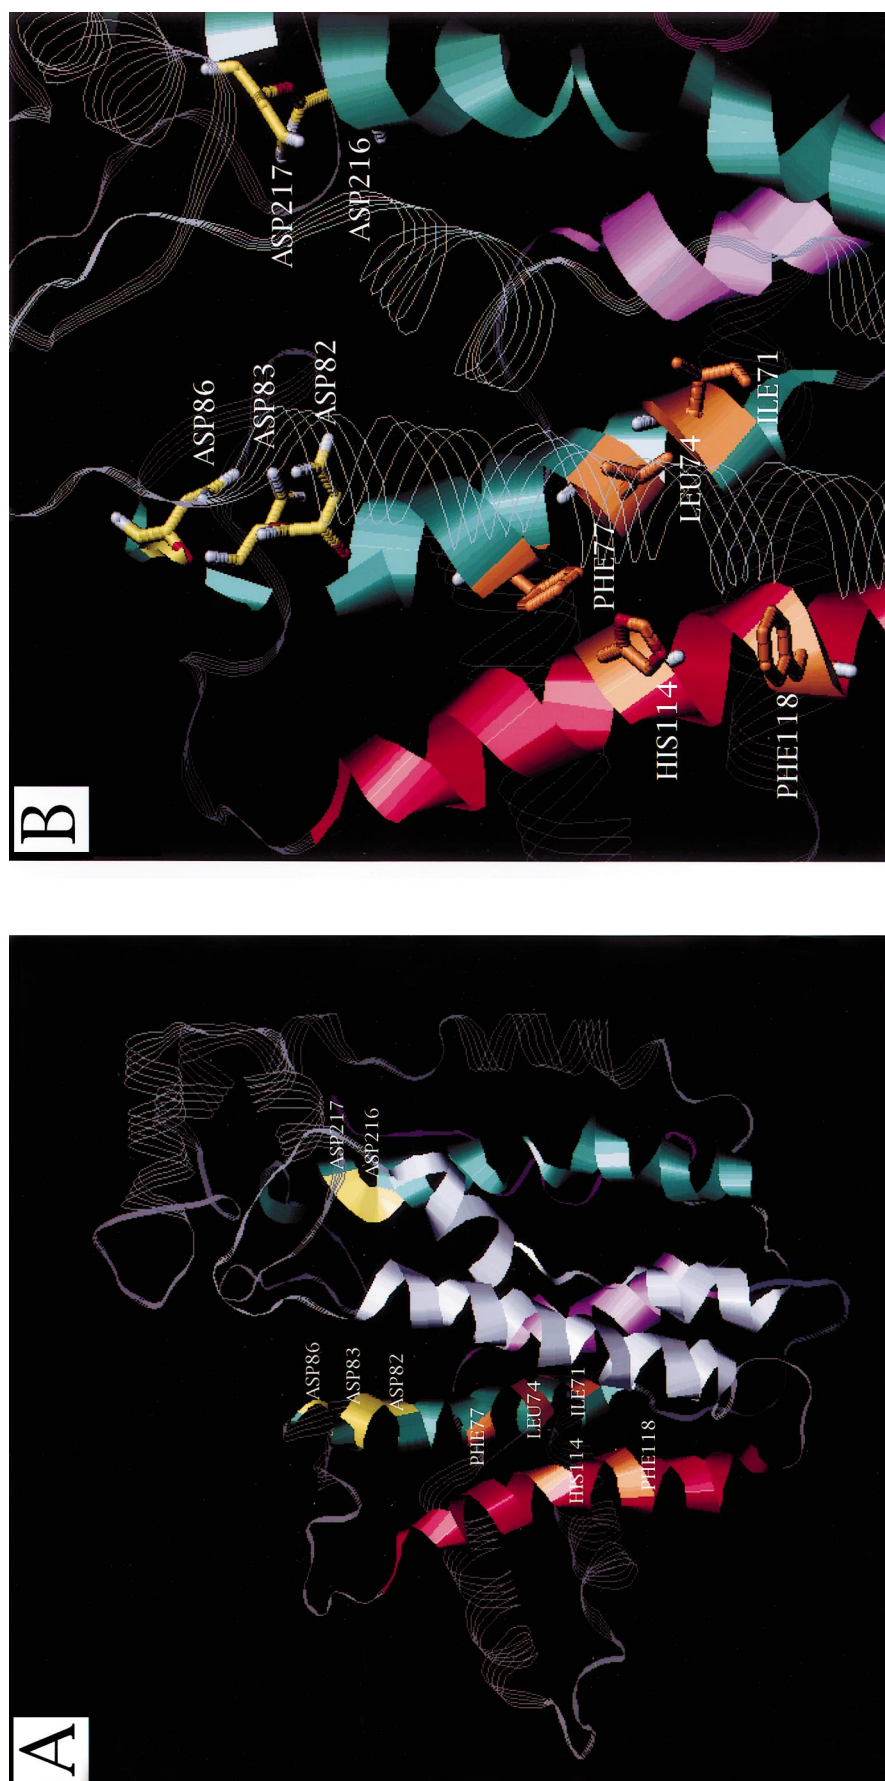 A
ASP86
ASP83
ASP82
ASP217
ASP216
PHE77
LEU74
ILE71
HIS114
PHE118
B
ASP217
ASP216
ASP86
ASP83
ASP82
PHE77
LEU74
ILE71
HIS114
PHE118